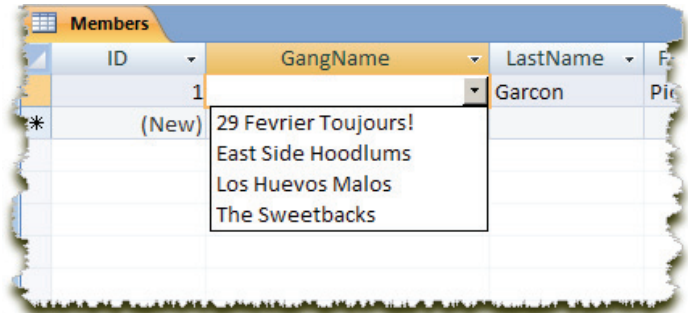 Members
ID GangName LastName
1 Garcon
* (New) 29 Fevrier Toujours!
East Side Hoodlums
Los Huevos Malos
The Sweetbacks